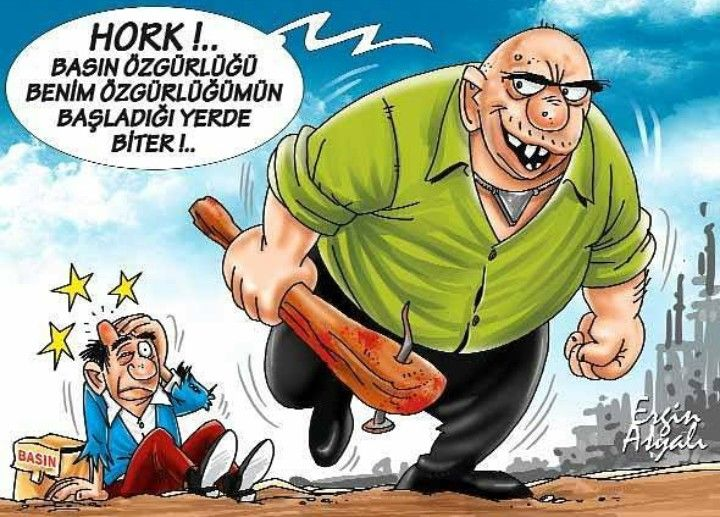 HORK !..
BASIN ÖZGÜRLÜĞÜ
BENİM ÖZGÜRLÜĞÜMÜN
BAŞLADIĞI YERDE
BİTER !..
BASIN
Ergin
Asyalı